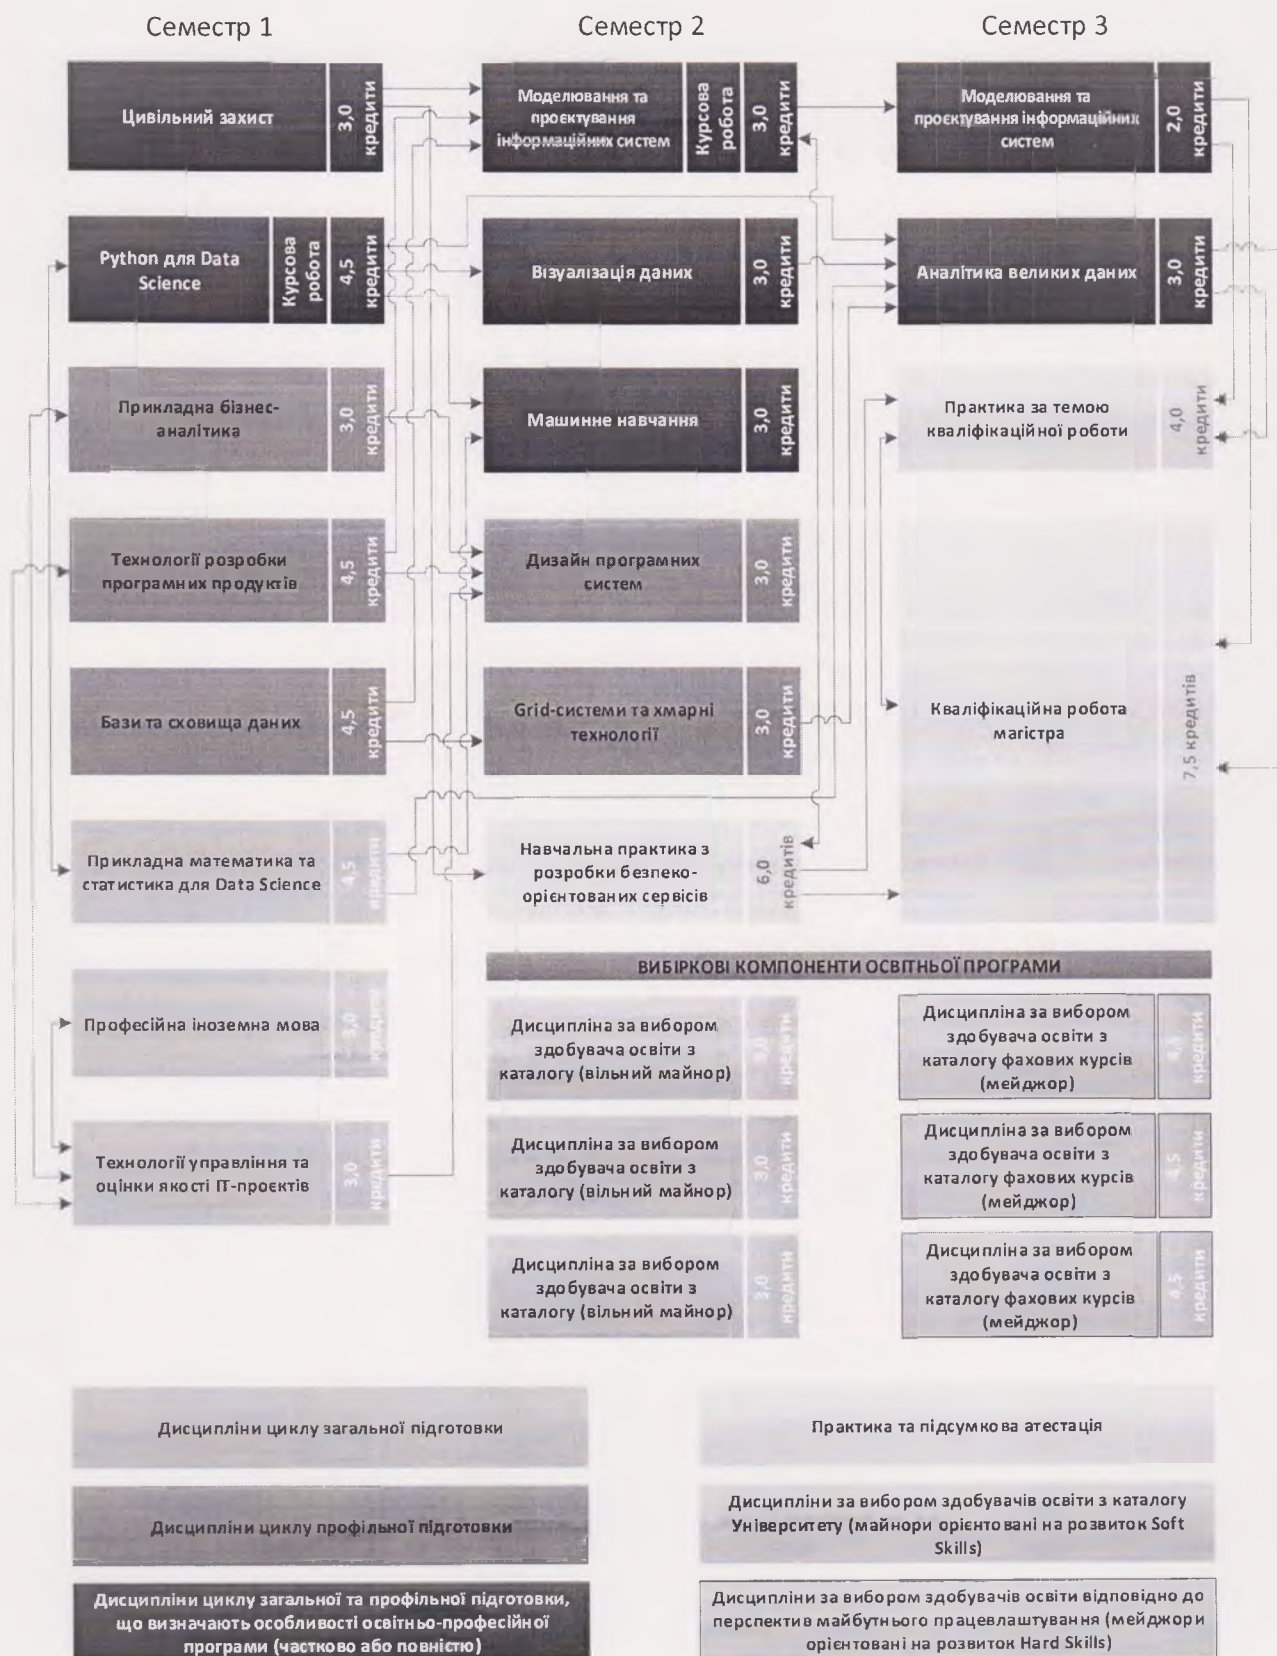 Семестр 1
Семестр 2
Семестр 3
Цивільний захист
3,0
кредити
Моделювання та
проєктування
інформаційних систем
Курсова
робота
3,0
кредити
Моделювання та
проєктування інформаційних
систем
2,0
кредити
Python для Data
Science
Курсова
робота
4,5
кредити
Візуалізація даних
3,0
кредити
Аналітика великих даних
3,0
кредити
Прикладна бізнес-
аналітика
3,0
кредити
Машинне навчання
3,0
кредити
Практика за темою
кваліфікаційної роботи
4,0
кредити
Технології розробки
програмних продуктів
4,5
кредити
Дизайн програмних
систем
3,0
кредити
Бази та сховища даних
4,5
кредити
Grid-системи та хмарні
технології
3,0
кредити
Кваліфікаційна робота
магістра
7,5 кредитів
Прикладна математика та
статистика для Data Science
4,5
кредити
Навчальна практика з
розробки безпеко-
орієнтованих сервісів
6,0
кредитів
ВИБІРКОВІ КОМПОНЕНТИ ОСВІТНЬОЇ ПРОГРАМИ
Професійна іноземна мова
3,0
кредити
Дисципліна за вибором
здобувача освіти з
каталогу (вільний майнор)
кредити
Дисципліна за вибором
здобувача освіти з
каталогу фахових курсів
(мейджор)
кредити
Технології управління та
оцінки якості ІТ-проєктів
3,0
кредити
Дисципліна за вибором
здобувача освіти з
каталогу (вільний майнор)
3,0
кредити
Дисципліна за вибором
здобувача освіти з
каталогу фахових курсів
(мейджор)
4,5
кредити
Дисципліна за вибором
здобувача освіти з
каталогу (вільний майнор)
3,0
кредити
Дисципліна за вибором
здобувача освіти з
каталогу фахових курсів
(мейджор)
4,5
кредити
Дисципліни циклу загальної підготовки
Практика та підсумкова атестація
Дисципліни циклу профільної підготовки
Дисципліни за вибором здобувачів освіти з каталогу
Університету (майнори орієнтовані на розвиток Soft
Skills)
Дисципліни циклу загальної та профільної підготовки,
що визначають особливості освітньо-професійної
програми (частково або повністю)
Дисципліни за вибором здобувачів освіти відповідно до
перспектив майбутнього працевлаштування (мейджори
орієнтовані на розвиток Hard Skills)